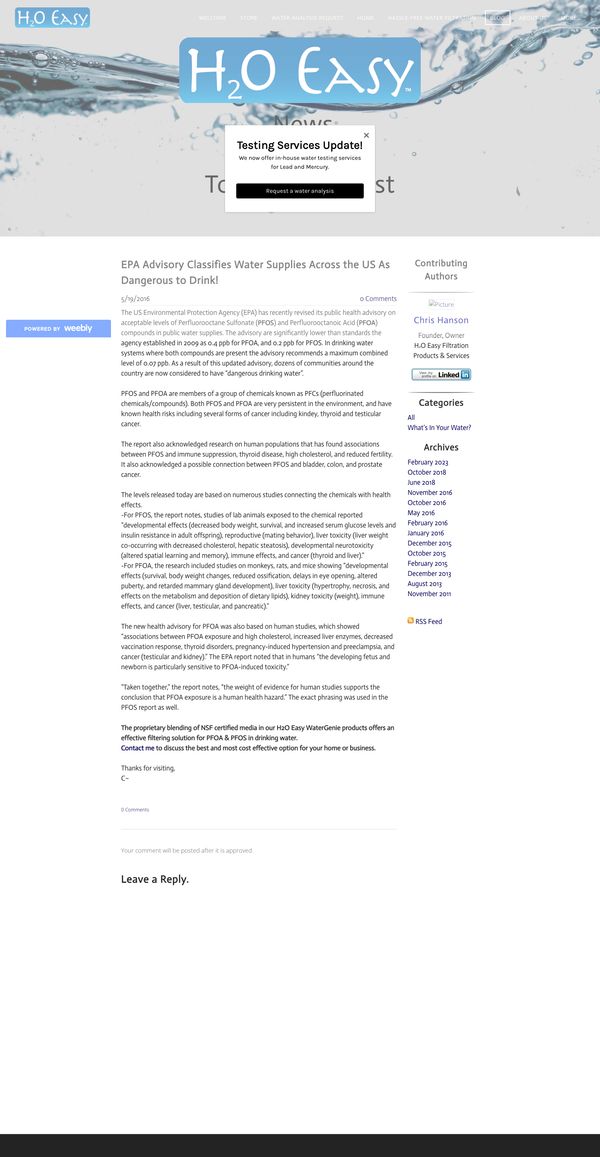 H2O Easy
WELCOME STORE WATER ANALYSIS REQUEST HOME HASSLE-FREE WATER FILTRATION BLOG ABOUT US MORE...
H2O Easy™
News
Testing Services Update!
We now offer in-house water testing services
for Lead and Mercury.
Request a water analysis
EPA Advisory Classifies Water Supplies Across the US As
Dangerous to Drink!
5/19/2016
0 Comments
The US Environmental Protection Agency (EPA) has recently revised its public health advisory on
acceptable levels of Perfluorooctane Sulfonate (PFOS) and Perfluorooctanoic Acid (PFOA)
compounds in public water supplies. The advisory are significantly lower than standards the
agency established in 2009 as 0.4 ppb for PFOA, and 0.2 ppb for PFOS. In drinking water
systems where both compounds are present the advisory recommends a maximum combined
level of 0.07 ppb. As a result of this updated advisory, dozens of communities around the
country are now considered to have "dangerous drinking water".
PFOS and PFOA are members of a group of chemicals known as PFCs (perfluorinated
chemicals/compounds). Both PFOS and PFOA are very persistent in the environment, and have
known health risks including several forms of cancer including kindey, thyroid and testicular
cancer.
The report also acknowledged research on human populations that has found associations
between PFOS and immune suppression, thyroid disease, high cholesterol, and reduced fertility.
It also acknowledged a possible connection between PFOS and bladder, colon, and prostate
cancer.
The levels released today are based on numerous studies connecting the chemicals with health
effects.
-For PFOS, the report notes, studies of lab animals exposed to the chemical reported
"developmental effects (decreased body weight, survival, and increased serum glucose levels and
insulin resistance in adult offspring), reproductive (mating behavior), liver toxicity (liver weight
co-occurring with decreased cholesterol, hepatic steatosis), developmental neurotoxicity
(altered spatial learning and memory), immune effects, and cancer (thyroid and liver)."
-For PFOA, the research included studies on monkeys, rats, and mice showing "developmental
effects (survival, body weight changes, reduced ossification, delays in eye opening, altered
puberty, and retarded mammary gland development), liver toxicity (hypertrophy, necrosis, and
effects on the metabolism and deposition of dietary lipids), kidney toxicity (weight), immune
effects, and cancer (liver, testicular, and pancreatic)."
The new health advisory for PFOA was also based on human studies, which showed
"associations between PFOA exposure and high cholesterol, increased liver enzymes, decreased
vaccination response, thyroid disorders, pregnancy-induced hypertension and preeclampsia, and
cancer (testicular and kidney)." The EPA report noted that in humans "the developing fetus and
newborn is particularly sensitive to PFOA-induced toxicity."
"Taken together," the report notes, "the weight of evidence for human studies supports the
conclusion that PFOA exposure is a human health hazard." The exact phrasing was used in the
PFOS report as well.
The proprietary blending of NSF certified media in our H2O Easy WaterGenie products offers an
effective filtering solution for PFOA & PFOS in drinking water.
Contact me to discuss the best and most cost effective option for your home or business.
Thanks for visiting,
C~
0 Comments
Your comment will be posted after it is approved
Leave a Reply.
Contributing
Authors
Picture
Chris Hanson
Founder, Owner
H2O Easy Filtration
Products & Services
View my profile on LinkedIn
Categories
All
What's In Your Water?
Archives
February 2023
October 2018
June 2018
November 2016
October 2016
May 2016
February 2016
January 2016
December 2015
October 2015
February 2015
December 2013
August 2013
November 2011
RSS Feed
POWERED BY weebly